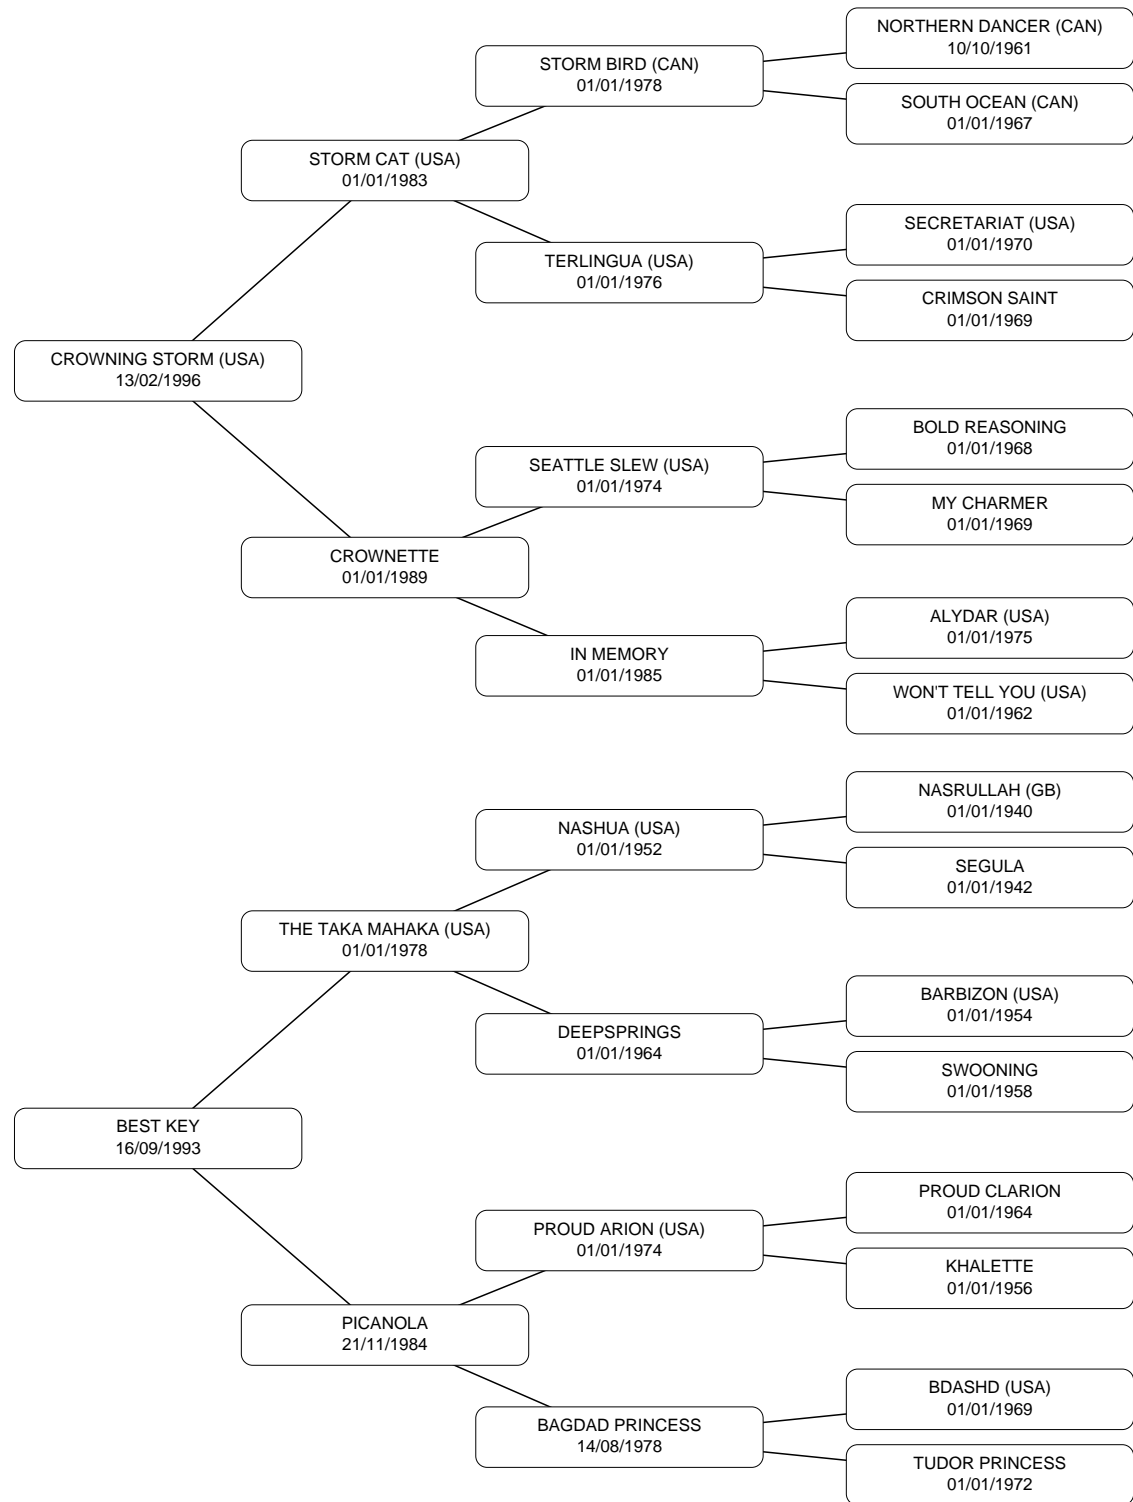 NORTHERN DANCER (CAN)
10/10/1961
STORM BIRD (CAN)
01/01/1978
SOUTH OCEAN (CAN)
01/01/1967
STORM CAT (USA)
01/01/1983
SECRETARIAT (USA)
01/01/1970
TERLINGUA (USA)
01/01/1976
CRIMSON SAINT
01/01/1969
CROWNING STORM (USA)
13/02/1996
BOLD REASONING
01/01/1968
SEATTLE SLEW (USA)
01/01/1974
MY CHARMER
01/01/1969
CROWNETTE
01/01/1989
ALYDAR (USA)
01/01/1975
IN MEMORY
01/01/1985
WON'T TELL YOU (USA)
01/01/1962
NASRULLAH (GB)
01/01/1940
NASHUA (USA)
01/01/1952
SEGULA
01/01/1942
THE TAKA MAHAKA (USA)
01/01/1978
BARBIZON (USA)
01/01/1954
DEEPSPRINGS
01/01/1964
SWOONING
01/01/1958
BEST KEY
16/09/1993
PROUD CLARION
01/01/1964
PROUD ARION (USA)
01/01/1974
KHALETTE
01/01/1956
PICANOLA
21/11/1984
BDASHD (USA)
01/01/1969
BAGDAD PRINCESS
14/08/1978
TUDOR PRINCESS
01/01/1972